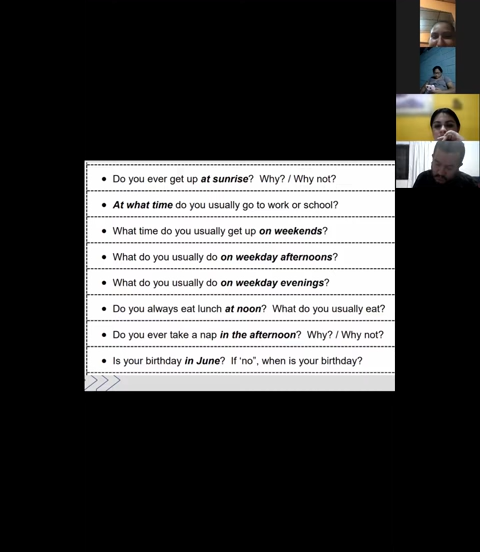 Do you ever get up at sunrise? Why? / Why not?
At what time do you usually go to work or school?
What time do you usually get up on weekends?
What do you usually do on weekday afternoons?
What do you usually do on weekday evenings?
Do you always eat lunch at noon? What do you usually eat?
Do you ever take a nap in the afternoon? Why? / Why not?
Is your birthday in June? If ‘no”, when is your birthday?